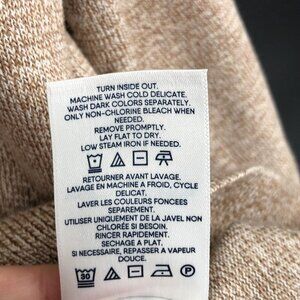 TURN INSIDE OUT.
MACHINE WASH COLD DELICATE.
WASH DARK COLORS SEPARATELY.
ONLY NON-CHLORINE BLEACH WHEN
NEEDED.
REMOVE PROMPTLY.
LAY FLAT TO DRY.
LOW STEAM IRON IF NEEDED.
RETOURNER AVANT LAVAGE.
LAVAGE EN MACHINE A FROID, CYCLE
DELICAT.
LAVER LES COULEURS FONCEES
SEPAREMENT.
UTILISER UNIQUEMENT DE LA JAVEL NON
CHLORÉE SI BESOIN.
RINCER RAPIDEMENT.
SECHAGE A PLAT.
SI NECESSAIRE, REPASSER A VAPEUR
DOUCE.
30 P